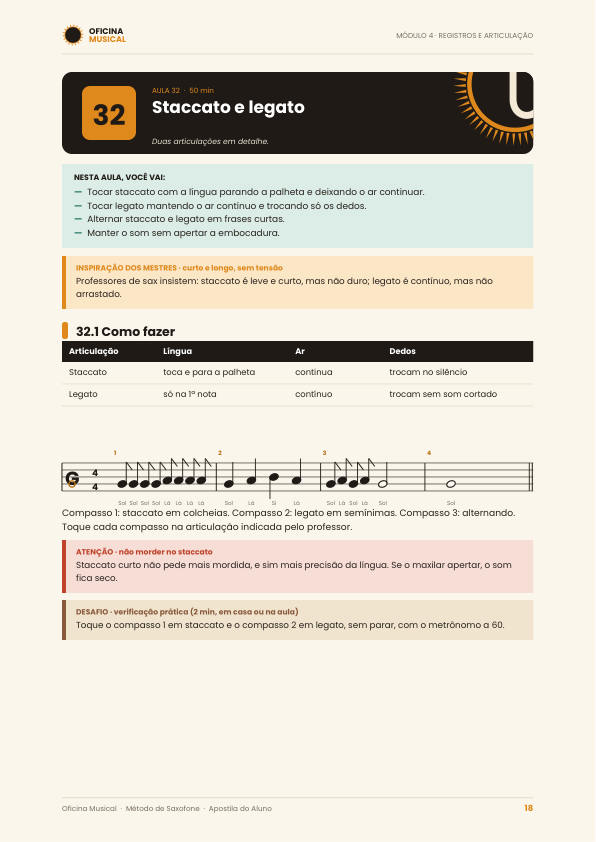 OFICINA
MUSICAL
MÓDULO 4 · REGISTROS E ARTICULAÇÃO
32
AULA 32 · 50 min
Staccato e legato
Duas articulações em detalhe.
NESTA AULA, VOCÊ VAI:
— Tocar staccato com a língua parando a palheta e deixando o ar continuar.
— Tocar legato mantendo o ar contínuo e trocando só os dedos.
— Alternar staccato e legato em frases curtas.
— Manter o som sem apertar a embocadura.
INSPIRAÇÃO DOS MESTRES · curto e longo, sem tensão
Professores de sax insistem: staccato é leve e curto, mas não duro; legato é contínuo, mas não
arrastado.
32.1 Como fazer
Articulação Língua Ar Dedos
Staccato toca e para a palheta continua trocam no silêncio
Legato só na 1ª nota contínuo trocam sem som cortado
1 2 3 4
G 4
4
Sol Sol Sol Sol Lá Lá Lá Lá Sol Lá Si Lá Sol Lá Sol Lá Sol Sol
Compasso 1: staccato em colcheias. Compasso 2: legato em semínimas. Compasso 3: alternando.
Toque cada compasso na articulação indicada pelo professor.
ATENÇÃO · não morder no staccato
Staccato curto não pede mais mordida, e sim mais precisão da língua. Se o maxilar apertar, o som
fica seco.
DESAFIO · verificação prática (2 min, em casa ou na aula)
Toque o compasso 1 em staccato e o compasso 2 em legato, sem parar, com o metrônomo a 60.
Oficina Musical · Método de Saxofone · Apostila do Aluno
18